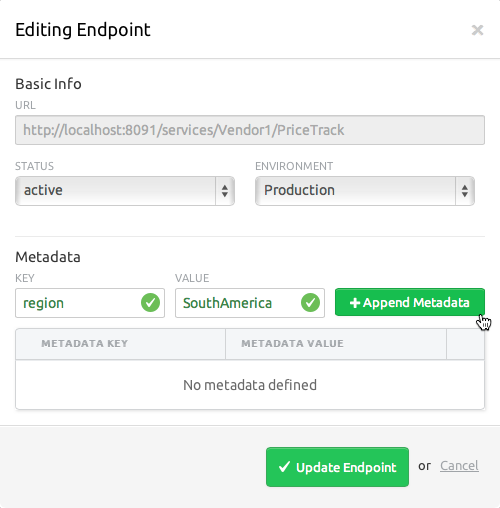 Editing Endpoint
Basic Info
URL
http://localhost:8091/services/Vendor1/PriceTrack
STATUS ENVIRONMENT
active Production
Metadata
KEY VALUE
region SouthAmerica Append Metadata
METADATA KEY METADATA VALUE
No metadata defined
Update Endpoint or Cancel